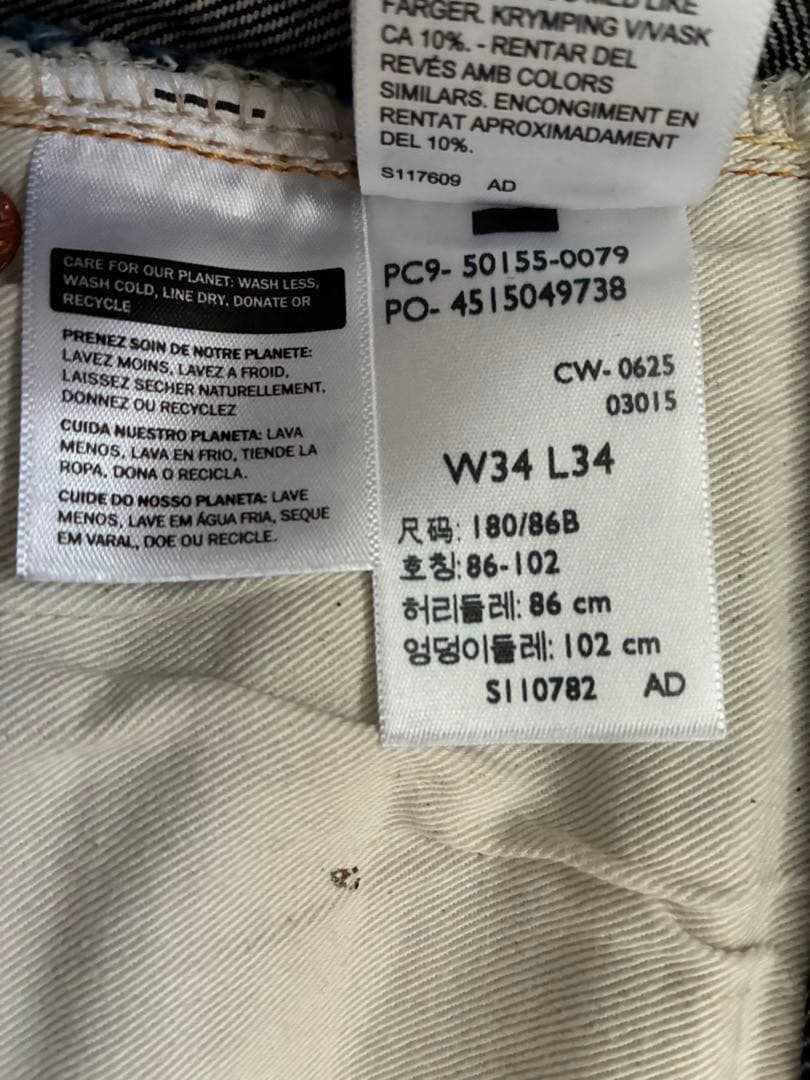 FÄRGER. KRYMPING V/VASK
CA 10%. - RENTAR DEL
REVÉS AMB COLORS
SIMILARS. ENCONGIMENT EN
RENTAT APROXIMADAMENT
DEL 10%.
S117609 AD
CARE FOR OUR PLANET: WASH LESS,
WASH COLD, LINE DRY, DONATE OR
RECYCLE
PRENEZ SOIN DE NOTRE PLANETE:
LAVEZ MOINS, LAVEZ A FROID,
LAISSEZ SECHER NATURELLEMENT,
DONNEZ OU RECYCLEZ
CUIDA NUESTRO PLANETA: LAVA
MENOS, LAVA EN FRIO, TIENDE LA
ROPA, DONA O RECICLA.
CUIDE DO NOSSO PLANETA: LAVE
MENOS, LAVE EM ÁGUA FRIA, SEQUE
EM VARAL, DOE OU RECICLE.
PC9- 50155-0079
PO- 4515049738
CW- 0625
03015
W34 L34
尺码: 180/86B
호칭:86-102
허리둘레: 86 cm
엉덩이둘레: 102 cm
S110782 AD